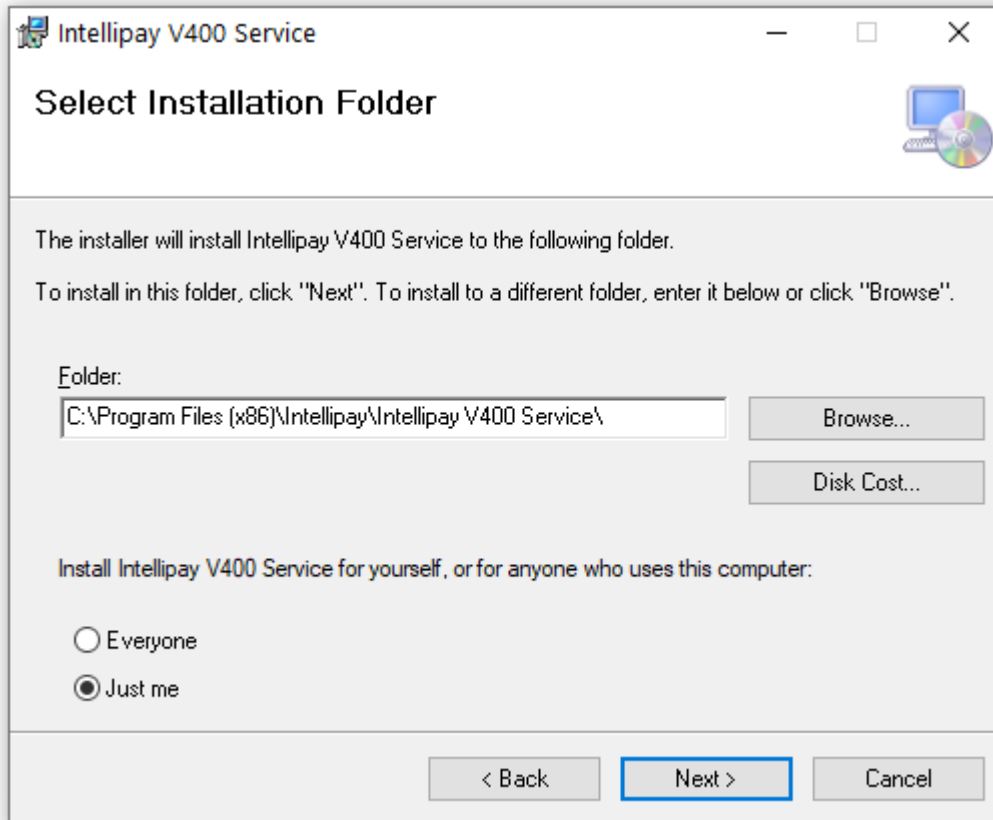 Intellipay V400 Service
Select Installation Folder
The installer will install Intellipay V400 Service to the following folder.
To install in this folder, click "Next". To install to a different folder, enter it below or click "Browse".
Folder:
C:\Program Files (x86)\Intellipay\Intellipay V400 Service\
Browse...
Disk Cost...
Install Intellipay V400 Service for yourself, or for anyone who uses this computer:
Everyone
Just me
< Back
Next >
Cancel